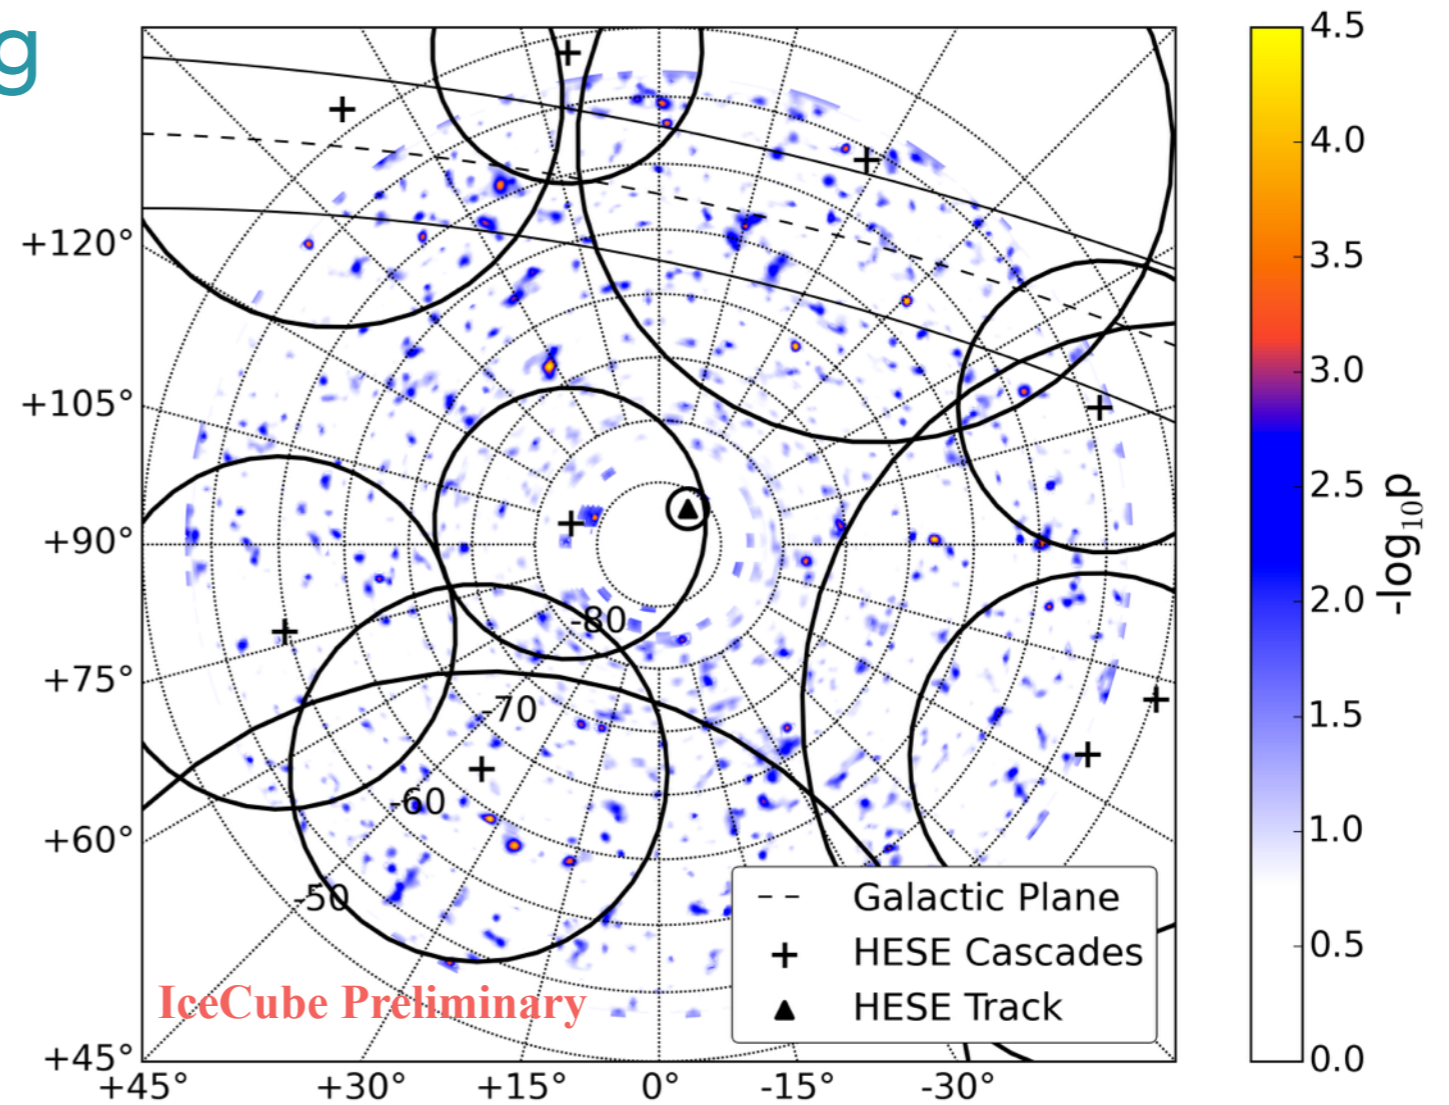 g
+120°
+105°
+90°
+75°
+60°
+45°
+45° +30° +15° 0° -15° -30°
-80
-70
-60
-50
IceCube Preliminary
Galactic Plane
HESE Cascades
HESE Track
4.5
4.0
3.5
3.0
2.5
2.0
1.5
1.0
0.5
0.0
-log₁₀p